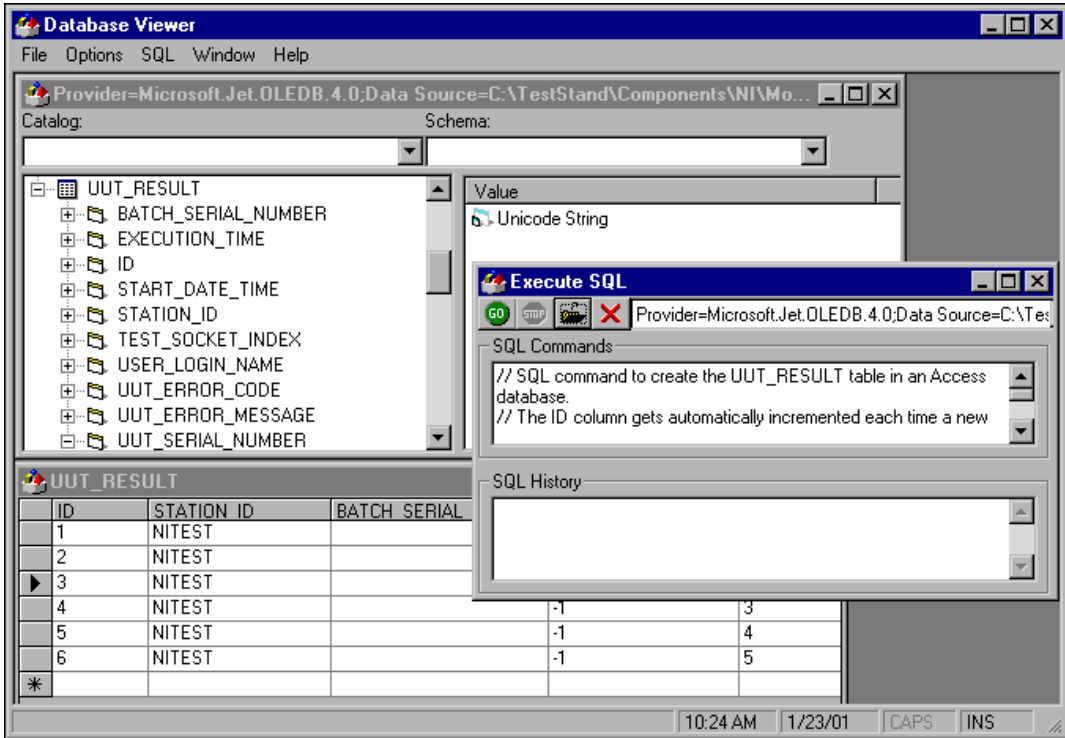 Database Viewer
File Options SQL Window Help
Provider=Microsoft.Jet.OLEDB.4.0;Data Source=C:\TestStand\Components\NI\Mo...
Catalog:
Schema:
UUT_RESULT
BATCH_SERIAL_NUMBER
EXECUTION_TIME
ID
START_DATE_TIME
STATION_ID
TEST_SOCKET_INDEX
USER_LOGIN_NAME
UUT_ERROR_CODE
UUT_ERROR_MESSAGE
UUT_SERIAL_NUMBER
Value
Unicode String
Execute SQL
GO STOP Provider=Microsoft.Jet.OLEDB.4.0;Data Source=C:\Tes
SQL Commands
// SQL command to create the UUT_RESULT table in an Access
database.
// The ID column gets automatically incremented each time a new
SQL History
UUT_RESULT
ID STATION_ID BATCH_SERIAL_
1 NITEST
2 NITEST
3 NITEST
4 NITEST -1 3
5 NITEST -1 4
6 NITEST -1 5
10:24 AM 1/23/01 CAPS INS